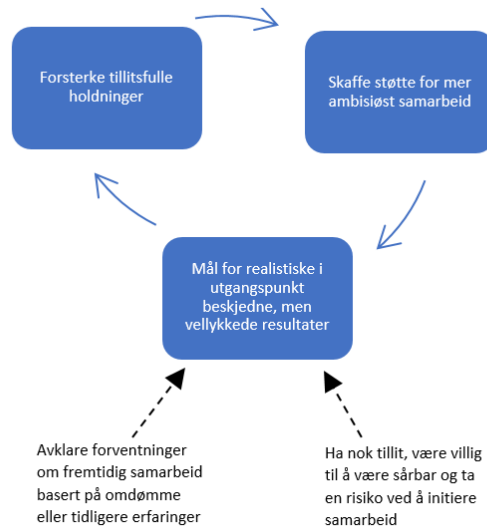 Forsterke tillitsfulle
holdninger
Skaffe støtte for mer
ambisiøst samarbeid
Mål for realistiske i
utgangspunkt
beskjedne, men
vellykkede resultater
Avklare forventninger
om fremtidig samarbeid
basert på omdømme
eller tidligere erfaringer
Ha nok tillit, være villig
til å være sårbar og ta
en risiko ved å initiere
samarbeid